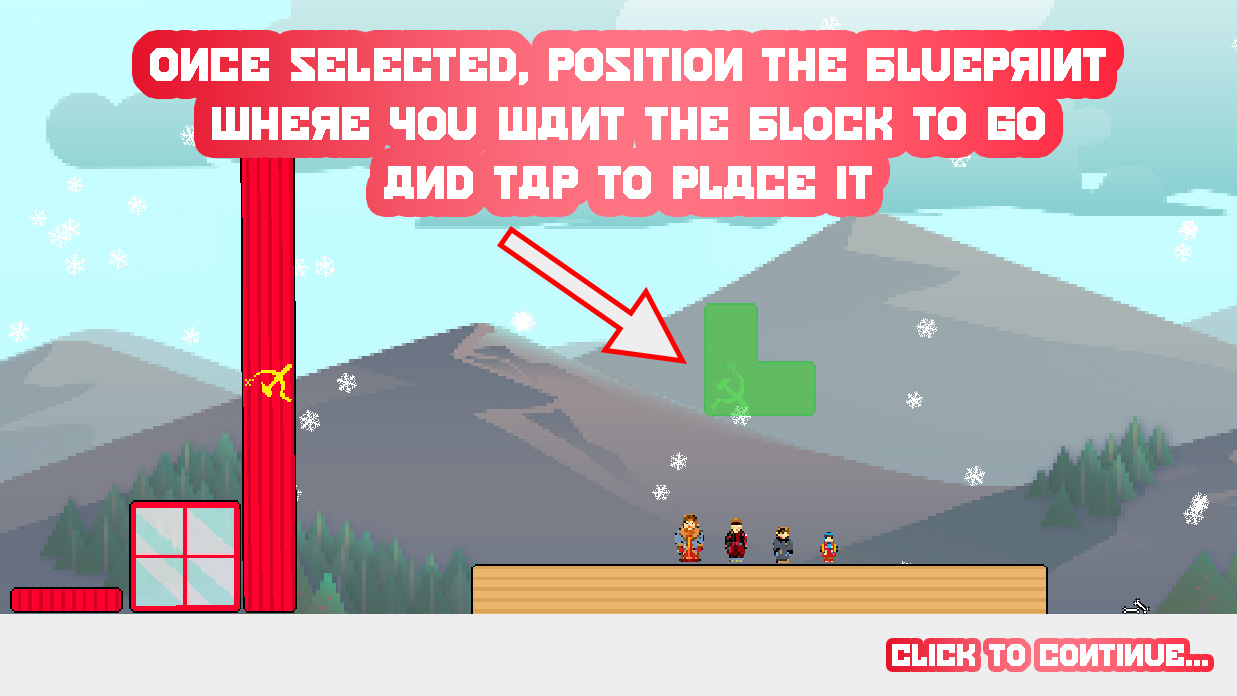 ONCE SELECTED, POSITION THE BLUEPRINT
WHERE YOU WANT THE BLOCK TO GO
AND TAP TO PLACE IT
CLICK TO CONTINUE...